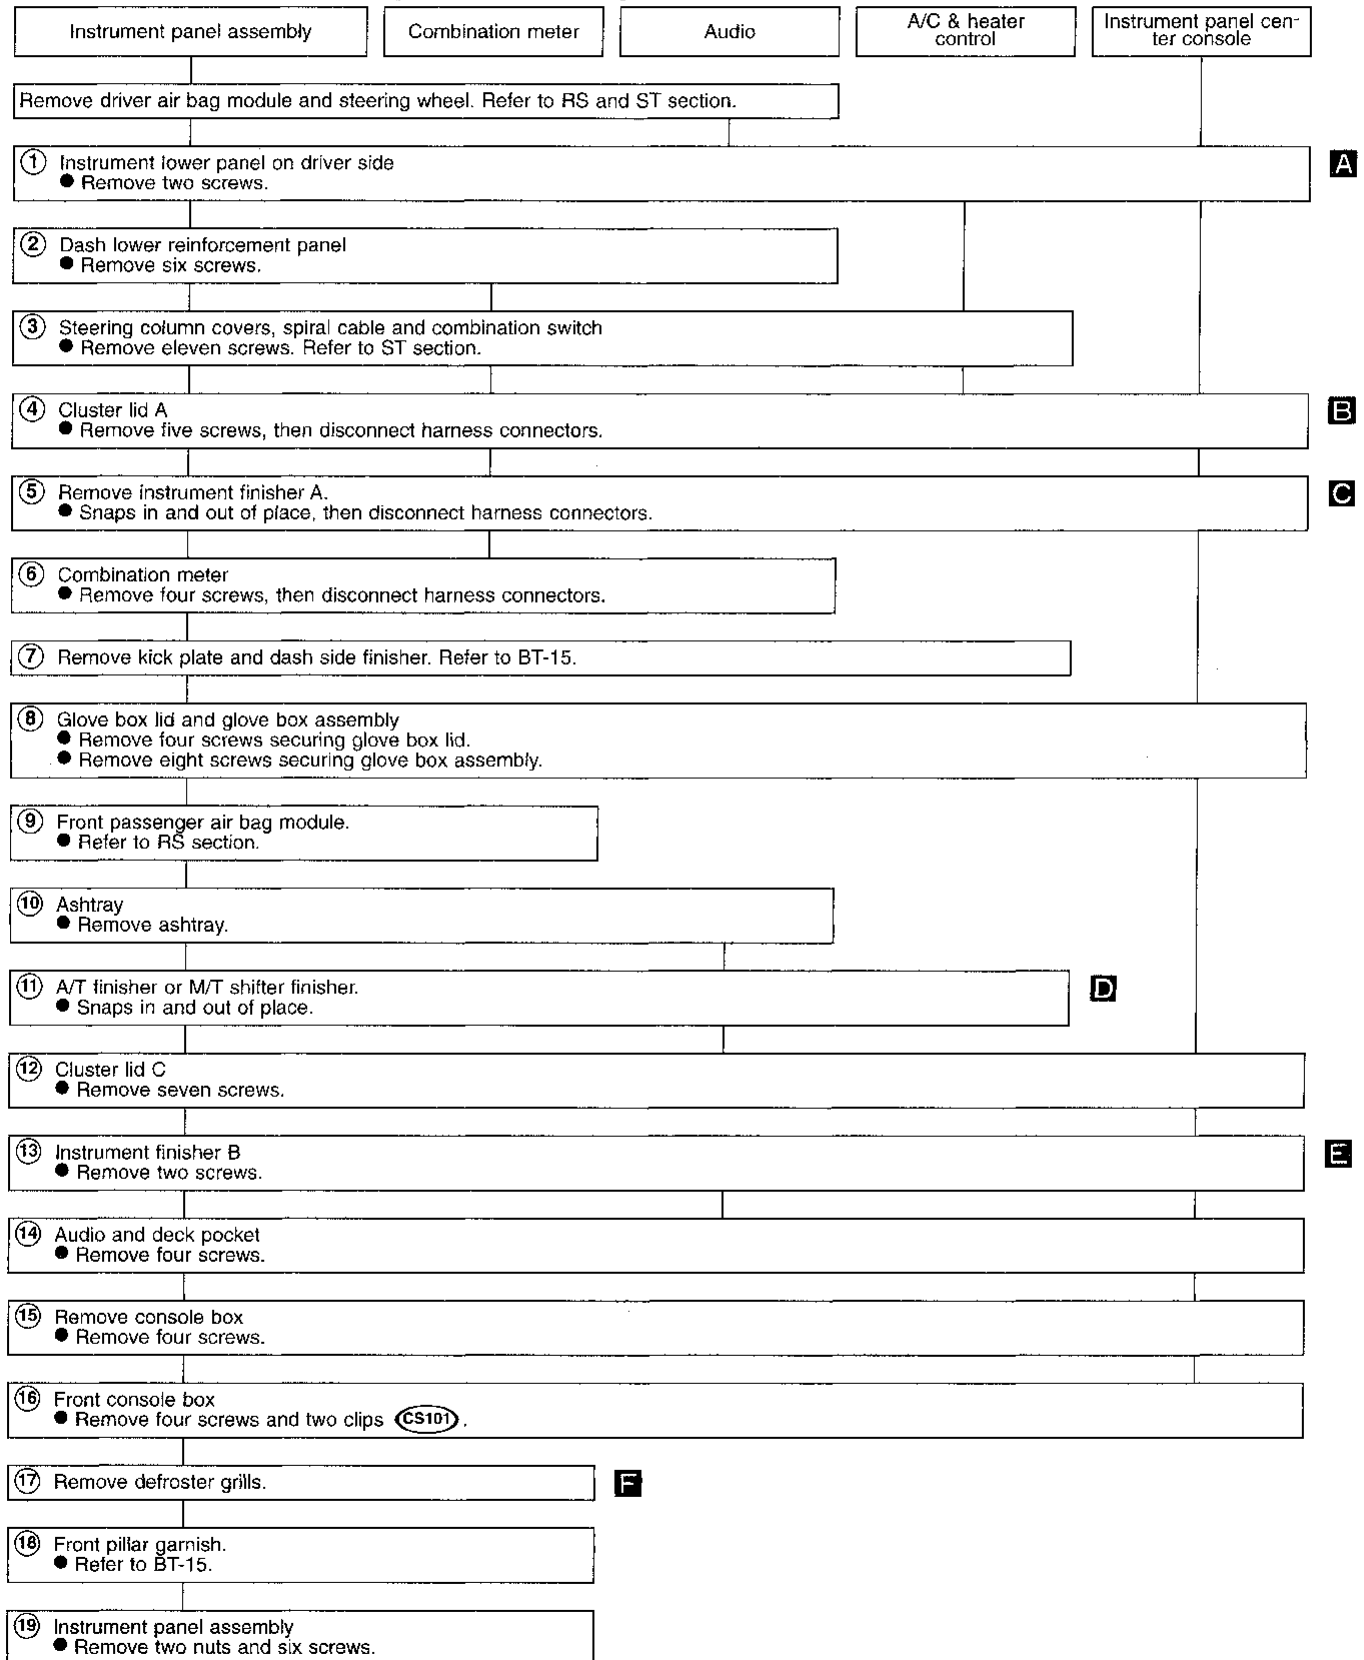 Instrument panel assembly
Combination meter
Audio
A/C & heater
control
Instrument panel cen-
ter console
Remove driver air bag module and steering wheel. Refer to RS and ST section.
① Instrument lower panel on driver side
● Remove two screws.
A
② Dash lower reinforcement panel
● Remove six screws.
③ Steering column covers, spiral cable and combination switch
● Remove eleven screws. Refer to ST section.
④ Cluster lid A
● Remove five screws, then disconnect harness connectors.
B
⑤ Remove instrument finisher A.
● Snaps in and out of place, then disconnect harness connectors.
C
⑥ Combination meter
● Remove four screws, then disconnect harness connectors.
⑦ Remove kick plate and dash side finisher. Refer to BT-15.
⑧ Glove box lid and glove box assembly
● Remove four screws securing glove box lid.
● Remove eight screws securing glove box assembly.
⑨ Front passenger air bag module.
● Refer to RS section.
⑩ Ashtray
● Remove ashtray.
⑪ A/T finisher or M/T shifter finisher.
● Snaps in and out of place.
D
⑫ Cluster lid C
● Remove seven screws.
⑬ Instrument finisher B
● Remove two screws.
E
⑭ Audio and deck pocket
● Remove four screws.
⑮ Remove console box
● Remove four screws.
⑯ Front console box
● Remove four screws and two clips CS101.
⑰ Remove defroster grills.
F
⑱ Front pillar garnish.
● Refer to BT-15.
⑲ Instrument panel assembly
● Remove two nuts and six screws.